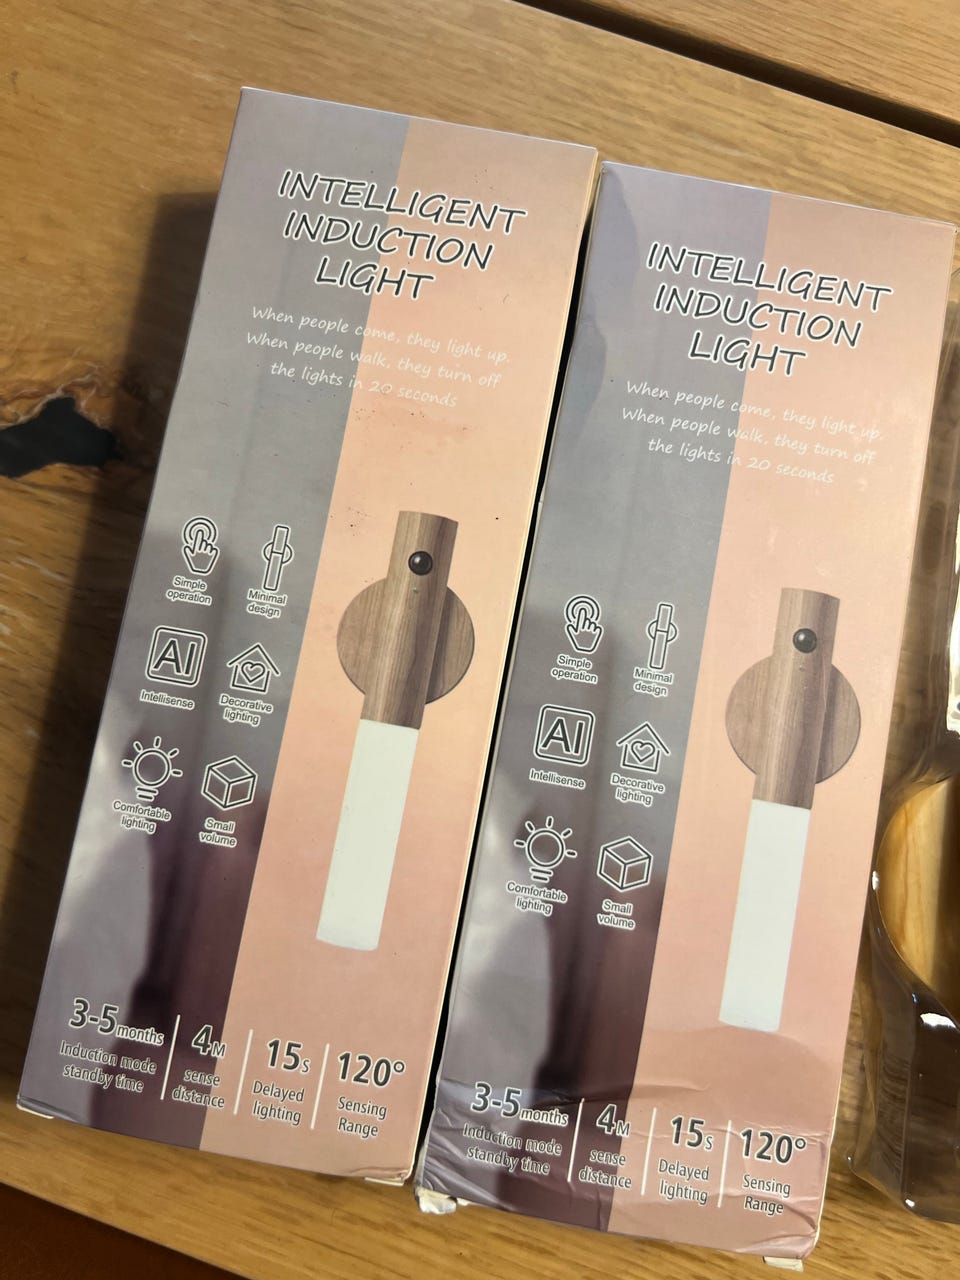 INTELLIGENT
INDUCTION
LIGHT
When people come, they light up.
When people walk, they turn off
the lights in 20 seconds
Simple
operation
Minimal
design
AI
Intellisense
Decorative
lighting
Comfortable
lighting
Small
volume
3-5months
Induction mode
standby time
4M
sense
distance
15s
Delayed
lighting
120°
Sensing
Range
INTELLIGENT
INDUCTION
LIGHT
When people come, they light up.
When people walk, they turn off
the lights in 20 seconds
Simple
operation
Minimal
design
AI
Intellisense
Decorative
lighting
Comfortable
lighting
Small
volume
3-5months
Induction mode
standby time
4M
sense
distance
15s
Delayed
lighting
120°
Sensing
Range